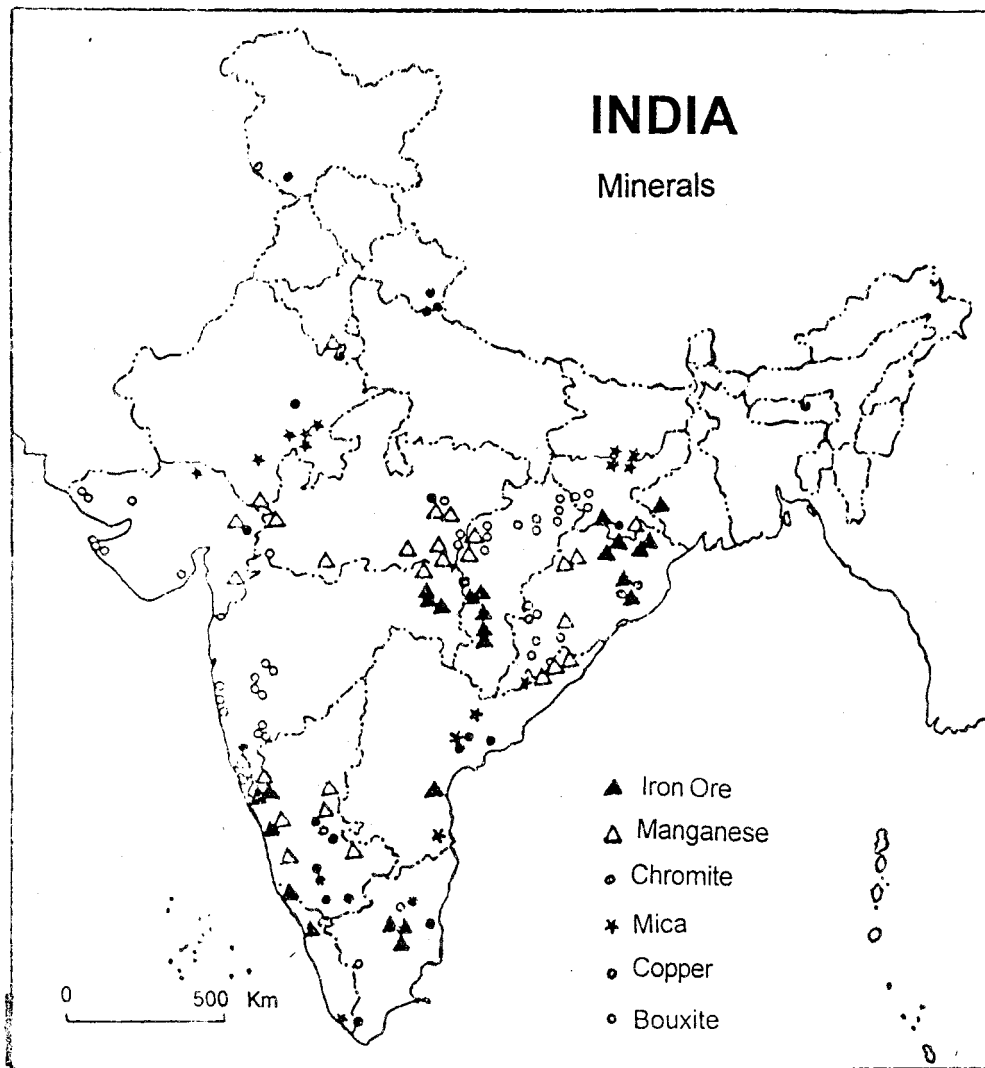 INDIA
Minerals
Iron Ore
Manganese
Chromite
Mica
Copper
Bouxite
0 500 Km